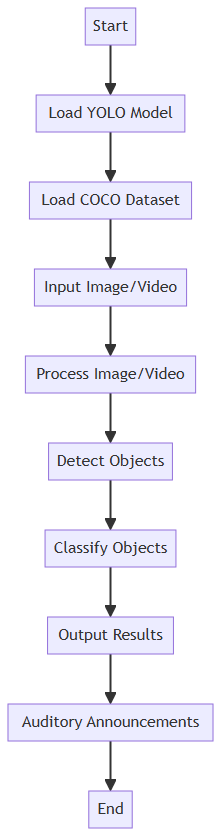 Start
Load YOLO Model
Load COCO Dataset
Input Image/Video
Process Image/Video
Detect Objects
Classify Objects
Output Results
Auditory Announcements
End